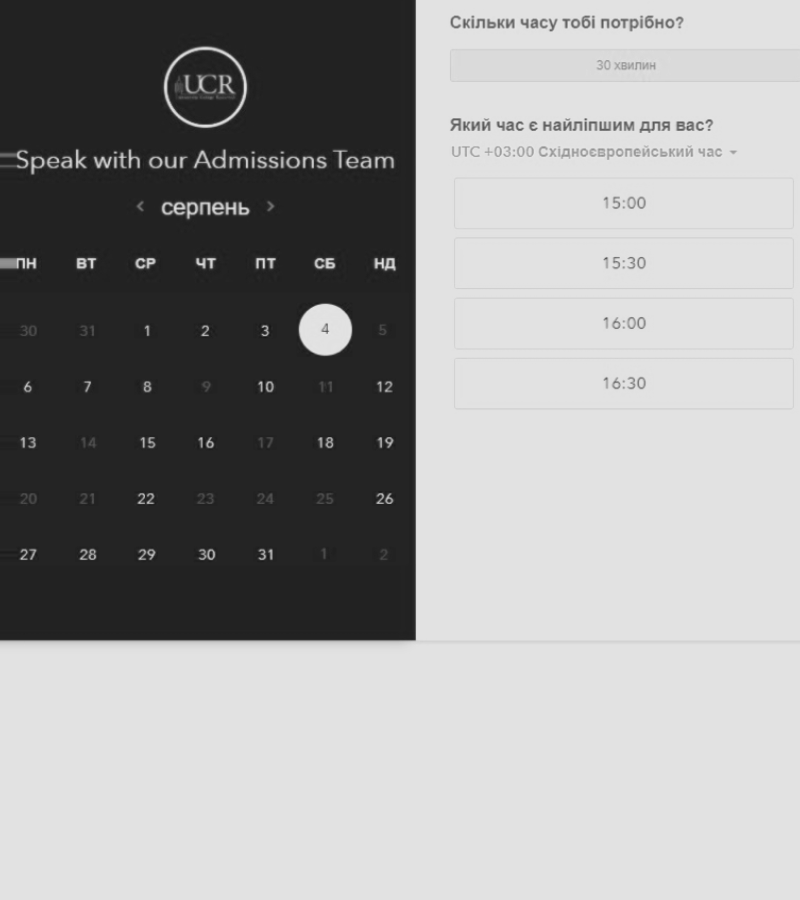 UCR
Speak with our Admissions Team
‹ серпень ›
ПН ВТ СР ЧТ ПТ СБ НД
30 31 1 2 3 4 5
6 7 8 9 10 11 12
13 14 15 16 17 18 19
20 21 22 23 24 25 26
27 28 29 30 31 1 2
Скільки часу тобі потрібно?
30 хвилин
Який час є найліпшим для вас?
UTC +03:00 Східноєвропейський час
15:00
15:30
16:00
16:30